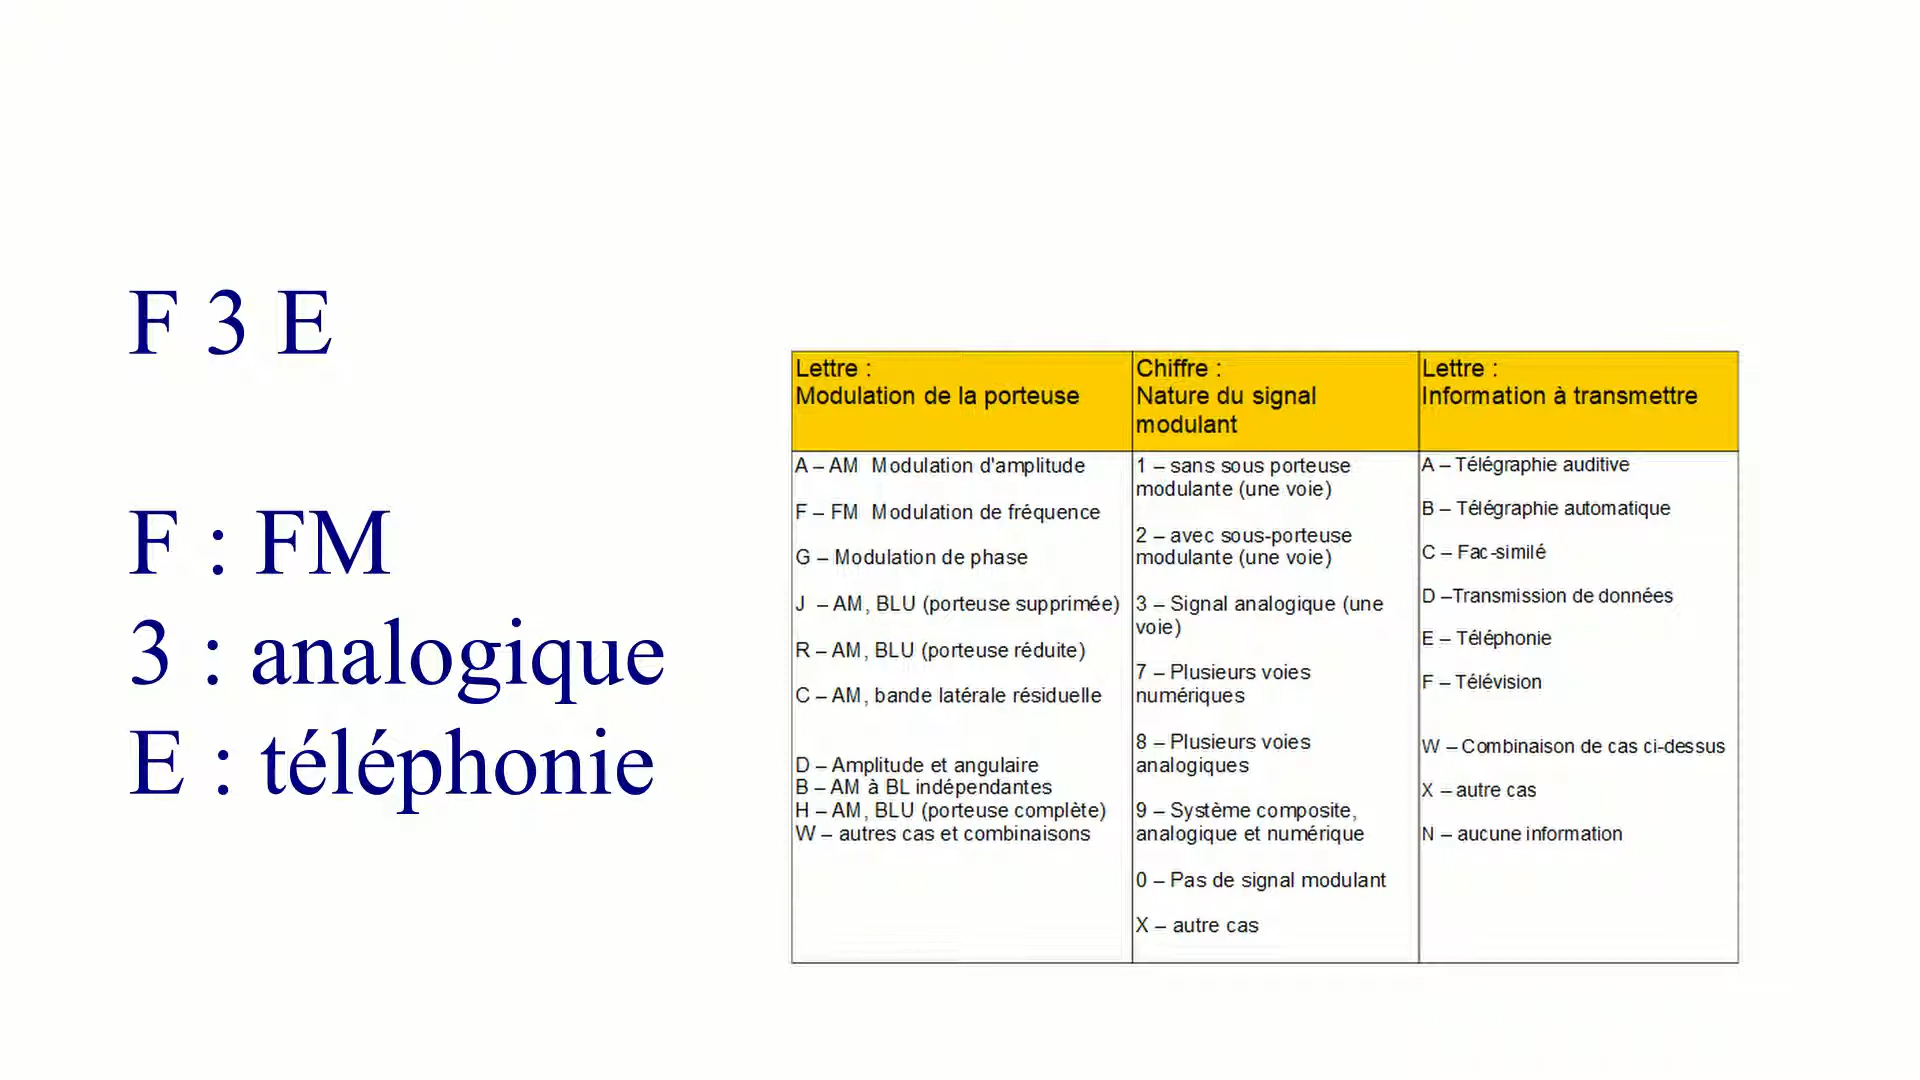 F 3 E
F : FM
3 : analogique
E : téléphonie
Lettre :
Modulation de la porteuse
A – AM Modulation d'amplitude
F – FM Modulation de fréquence
G – Modulation de phase
J – AM, BLU (porteuse supprimée)
R – AM, BLU (porteuse réduite)
C – AM, bande latérale résiduelle
D – Amplitude et angulaire
B – AM à BL indépendantes
H – AM, BLU (porteuse complète)
W – autres cas et combinaisons
Chiffre :
Nature du signal
modulant
1 – sans sous porteuse
modulante (une voie)
2 – avec sous-porteuse
modulante (une voie)
3 – Signal analogique (une
voie)
7 – Plusieurs voies
numériques
8 – Plusieurs voies
analogiques
9 – Système composite,
analogique et numérique
0 – Pas de signal modulant
X – autre cas
Lettre :
Information à transmettre
A – Télégraphie auditive
B – Télégraphie automatique
C – Fac-similé
D –Transmission de données
E – Téléphonie
F – Télévision
W – Combinaison de cas ci-dessus
X – autre cas
N – aucune information